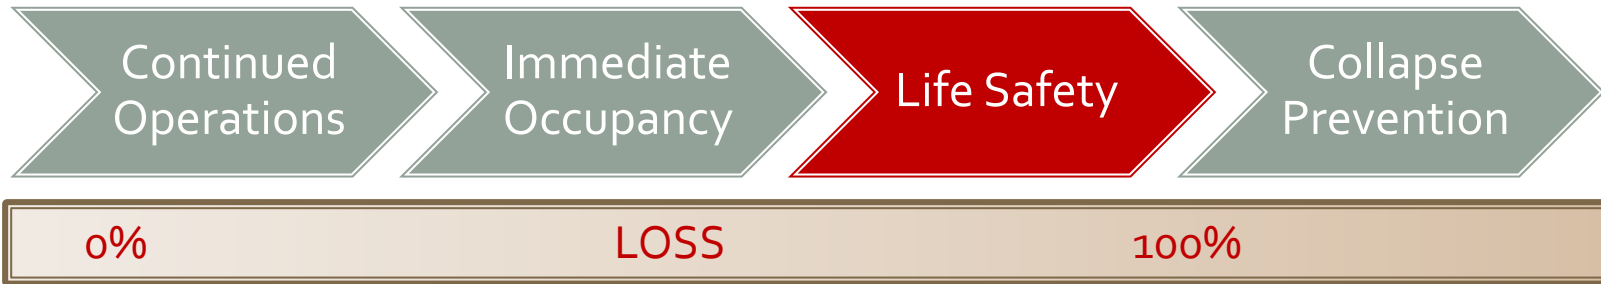 Continued
Operations
Immediate
Occupancy
Life Safety
Collapse
Prevention
0% LOSS 100%